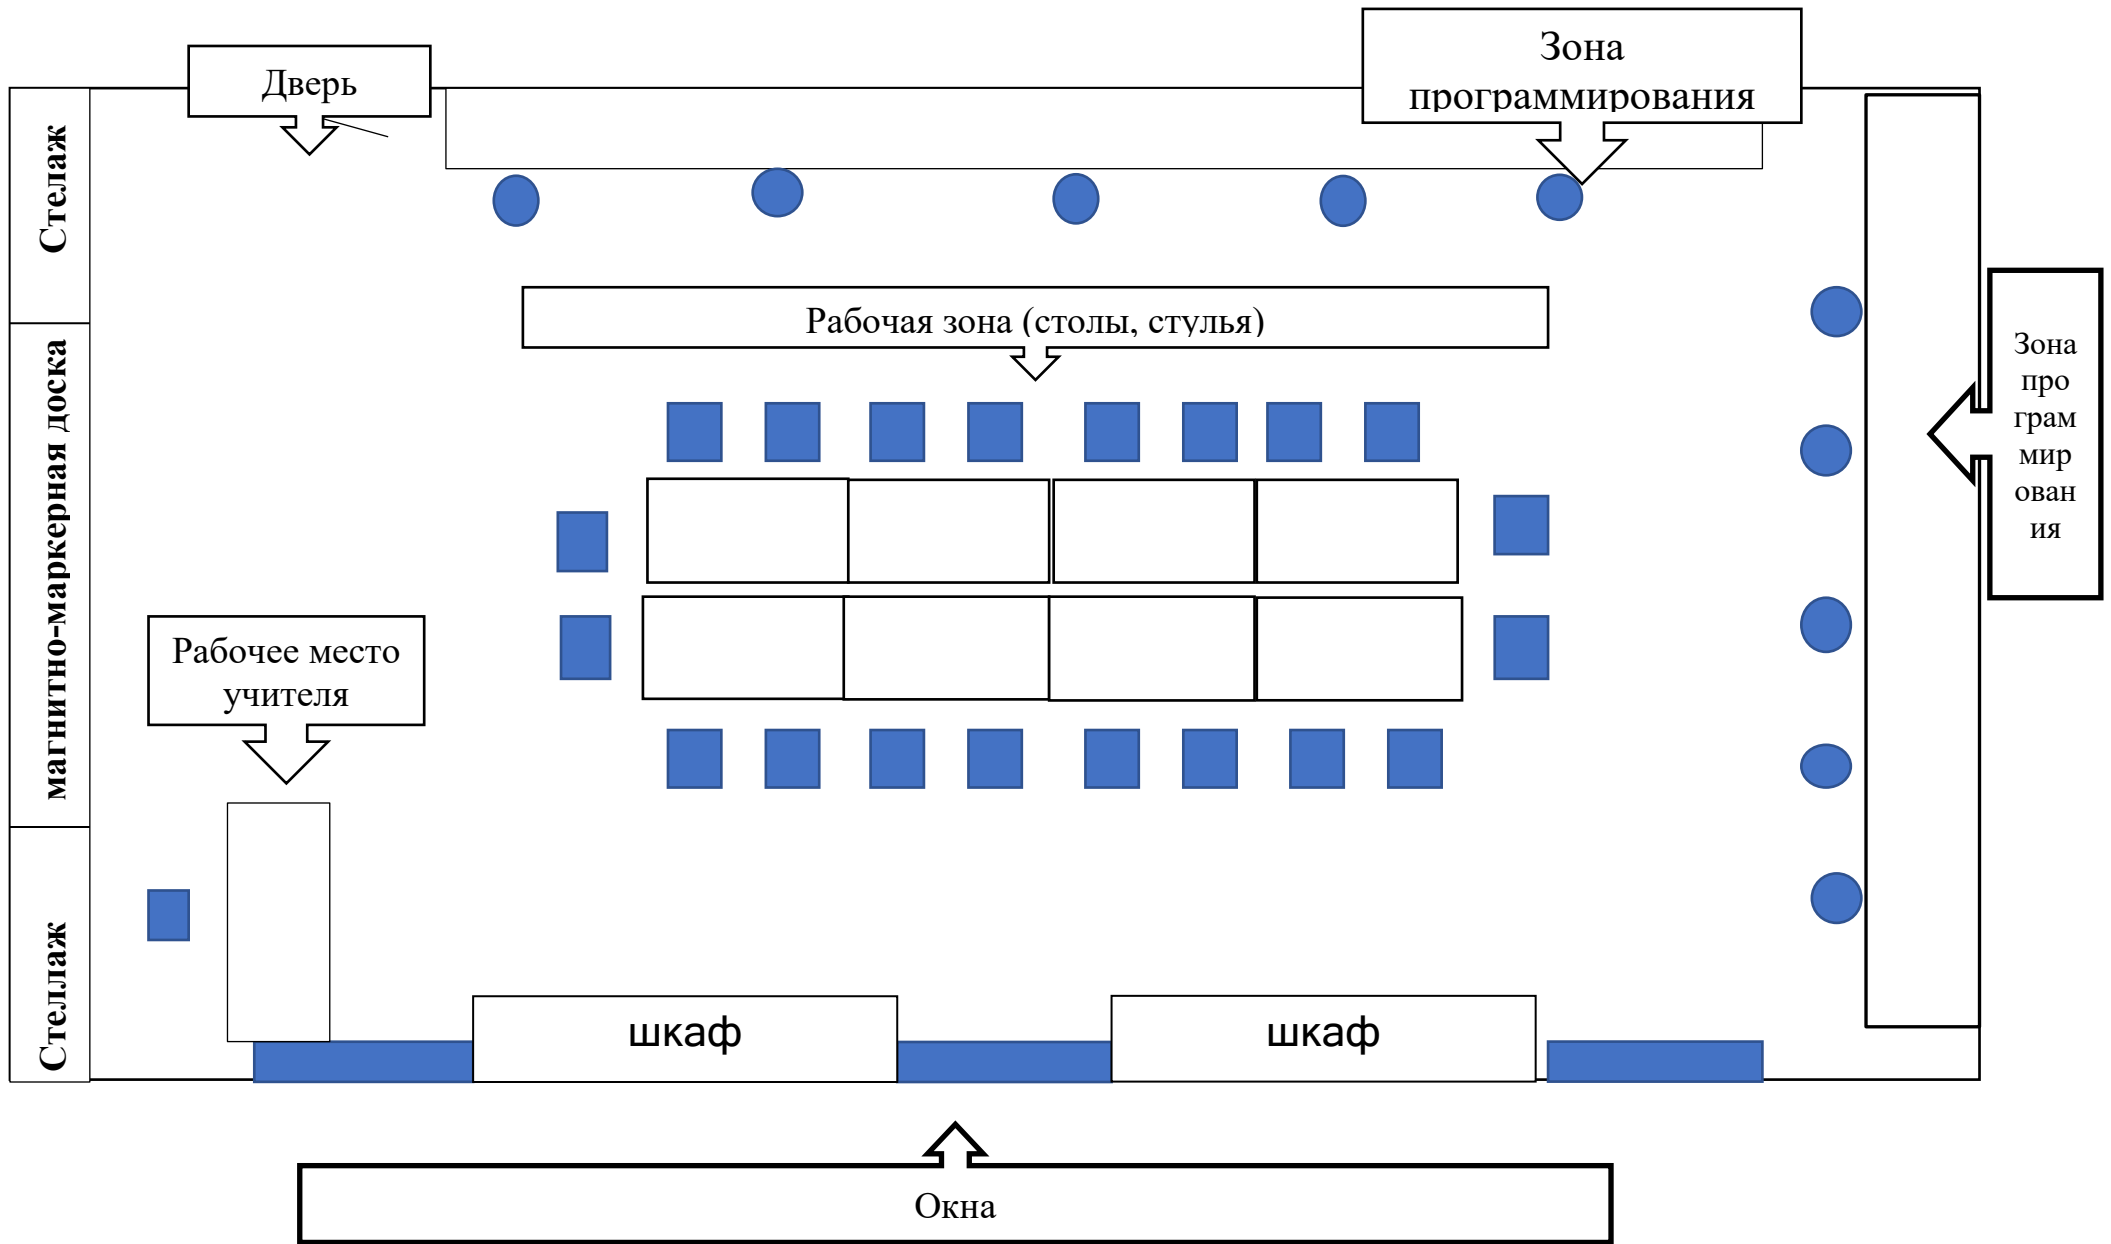 Дверь
Зона
программирования
Стелаж
Рабочая зона (столы, стулья)
Зона
про
грам
мир
ован
ия
магнитно-маркерная доска
Рабочее место
учителя
Стеллаж
шкаф
шкаф
Окна